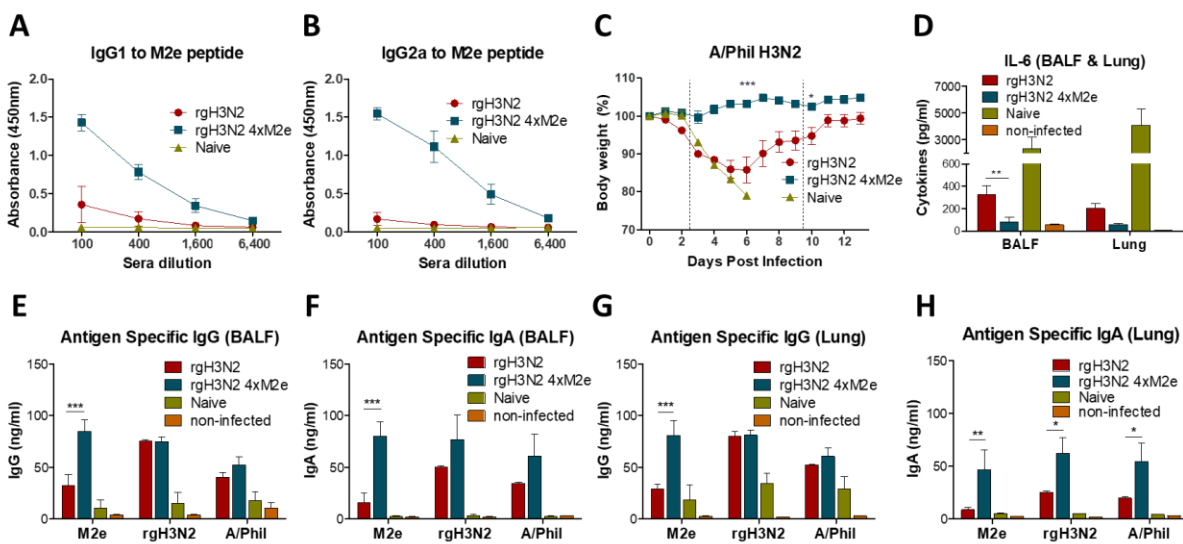 A
IgG1 to M2e peptide
Absorbance (450nm)
2.0
1.5
1.0
0.5
0.0
100 400 1,600 6,400
Sera dilution
rgH3N2
rgH3N2 4xM2e
Naive
B
IgG2a to M2e peptide
Absorbance (450nm)
2.0
1.5
1.0
0.5
0.0
100 400 1,600 6,400
Sera dilution
rgH3N2
rgH3N2 4xM2e
Naive
C
A/Phil H3N2
Body weight (%)
110
100
90
80
70
0 2 4 6 8 10 12
Days Post Infection
*** *
rgH3N2
rgH3N2 4xM2e
Naive
D
IL-6 (BALF & Lung)
Cytokines (pg/ml)
7000
5000
3000
1000
600
400
200
0
BALF Lung
**
rgH3N2
rgH3N2 4xM2e
Naive
non-infected
E
Antigen Specific IgG (BALF)
IgG (ng/ml)
150
100
50
0
M2e rgH3N2 A/Phil
***
rgH3N2
rgH3N2 4xM2e
Naive
non-infected
F
Antigen Specific IgA (BALF)
IgA (ng/ml)
150
100
50
0
M2e rgH3N2 A/Phil
***
rgH3N2
rgH3N2 4xM2e
Naive
non-infected
G
Antigen Specific IgG (Lung)
IgG (ng/ml)
150
100
50
0
M2e rgH3N2 A/Phil
***
rgH3N2
rgH3N2 4xM2e
Naive
non-infected
H
Antigen Specific IgA (Lung)
IgA (ng/ml)
150
100
50
0
M2e rgH3N2 A/Phil
** * *
rgH3N2
rgH3N2 4xM2e
Naive
non-infected